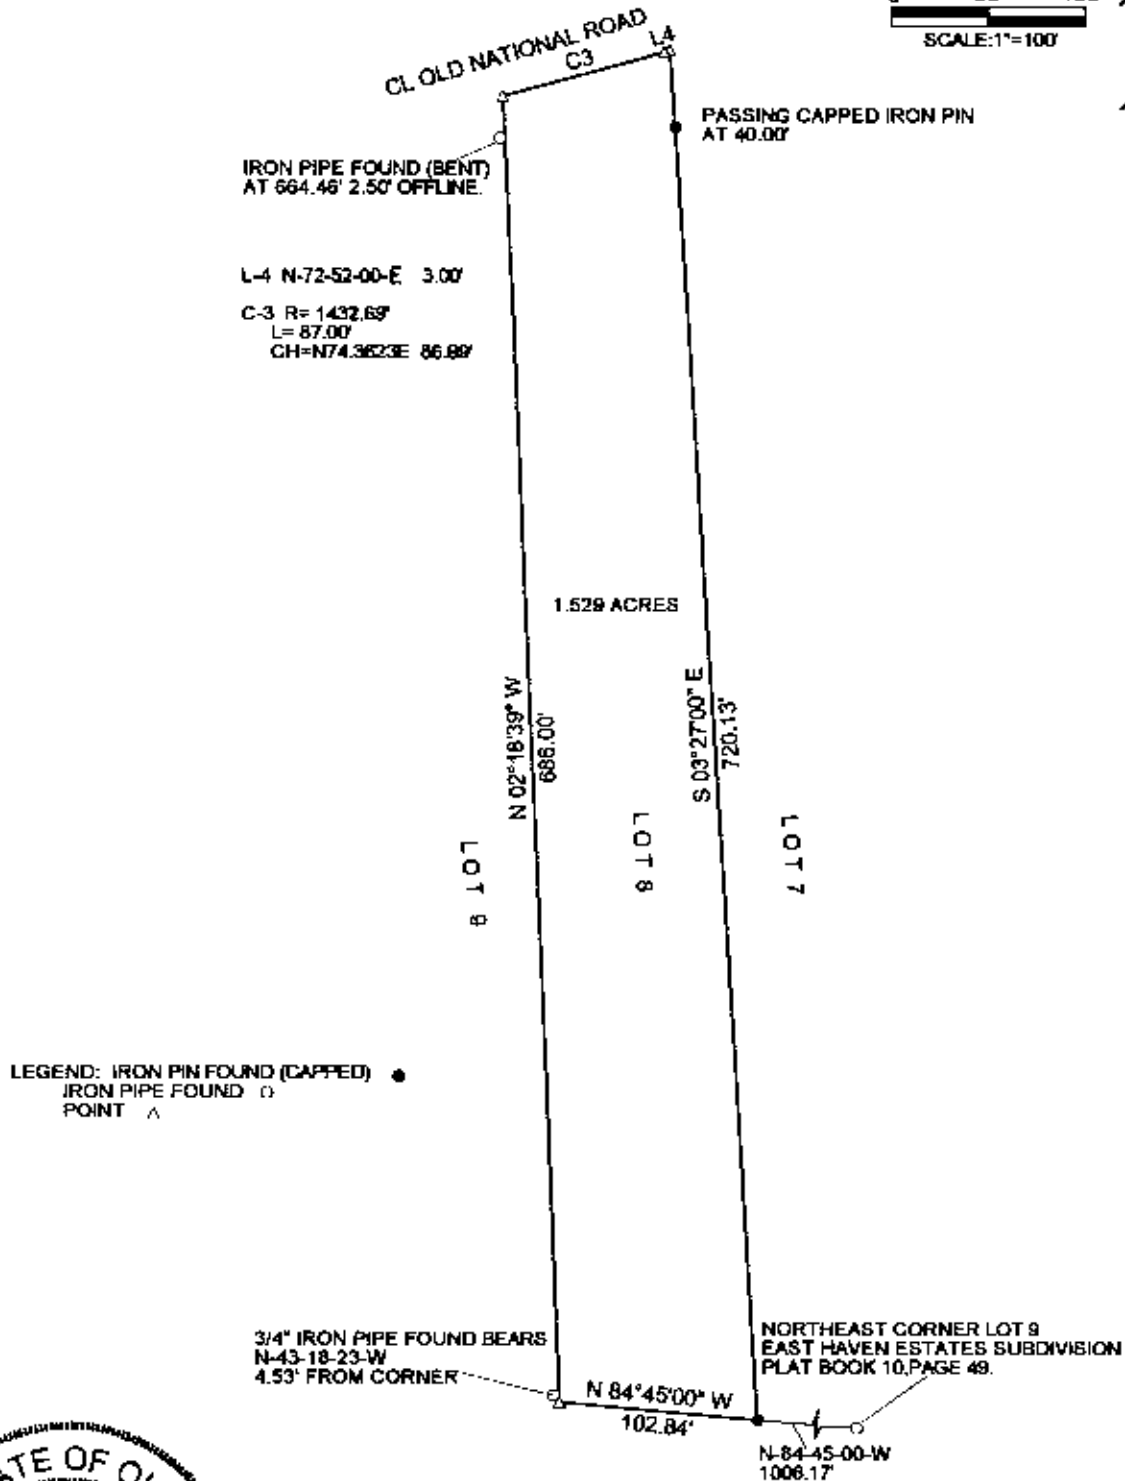 SCALE:1"=100'
CL OLD NATIONAL ROAD
L4
C3
PASSING CAPPED IRON PIN
AT 40.00'
IRON PIPE FOUND (BENT)
AT 664.46' 2.50' OFFLINE.
L-4 N-72-52-00-E 3.00'
C-3 R= 1432.69'
L= 87.00'
CH=N74.3623E 86.99'
1.529 ACRES
N 02°18'39" W
686.00'
S 03°27'00" E
720.13'
LOT 9
LOT 8
LOT 7
LEGEND: IRON PIN FOUND (CAPPED)
IRON PIPE FOUND
POINT
3/4" IRON PIPE FOUND BEARS
N-43-18-23-W
4.53' FROM CORNER
N 84°45'00" W
102.84'
NORTHEAST CORNER LOT 9
EAST HAVEN ESTATES SUBDIVISION
PLAT BOOK 10,PAGE 49.
N-84-45-00-W
1006.17'
OF